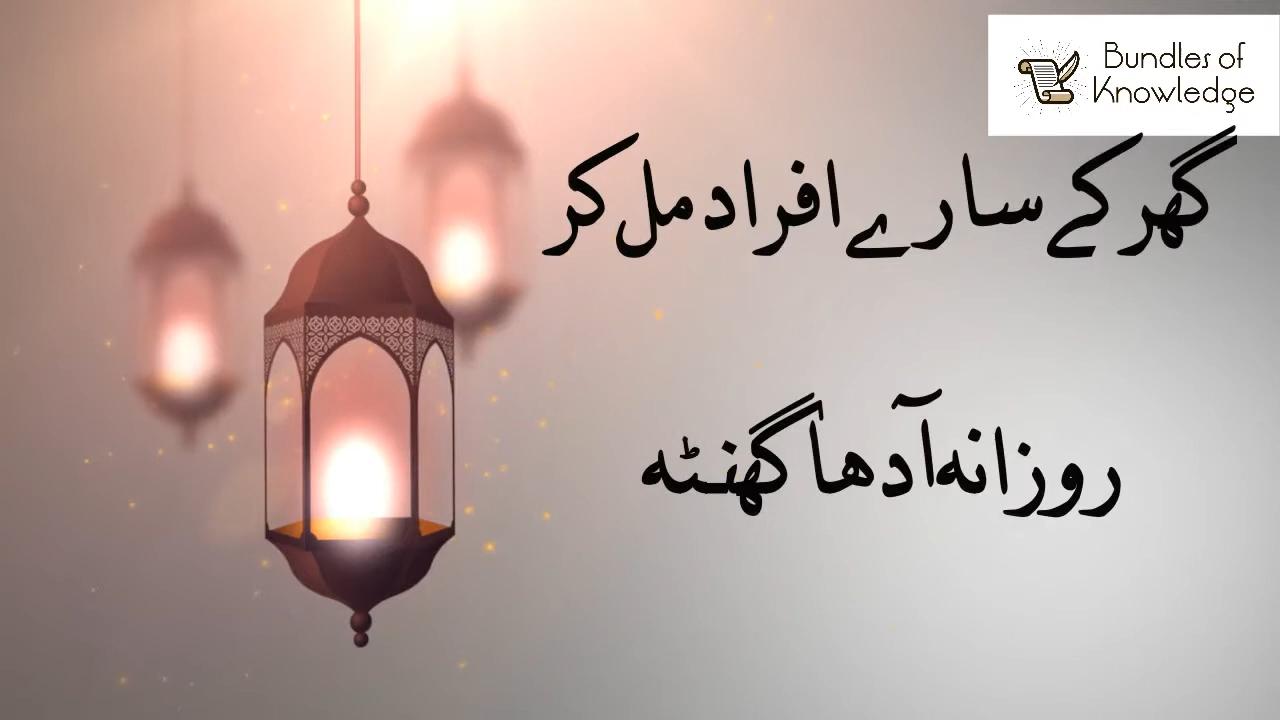 Bundles of
Knowledge
گھر کے سارے افراد مل کر
روزانہ آدھا گھنٹہ